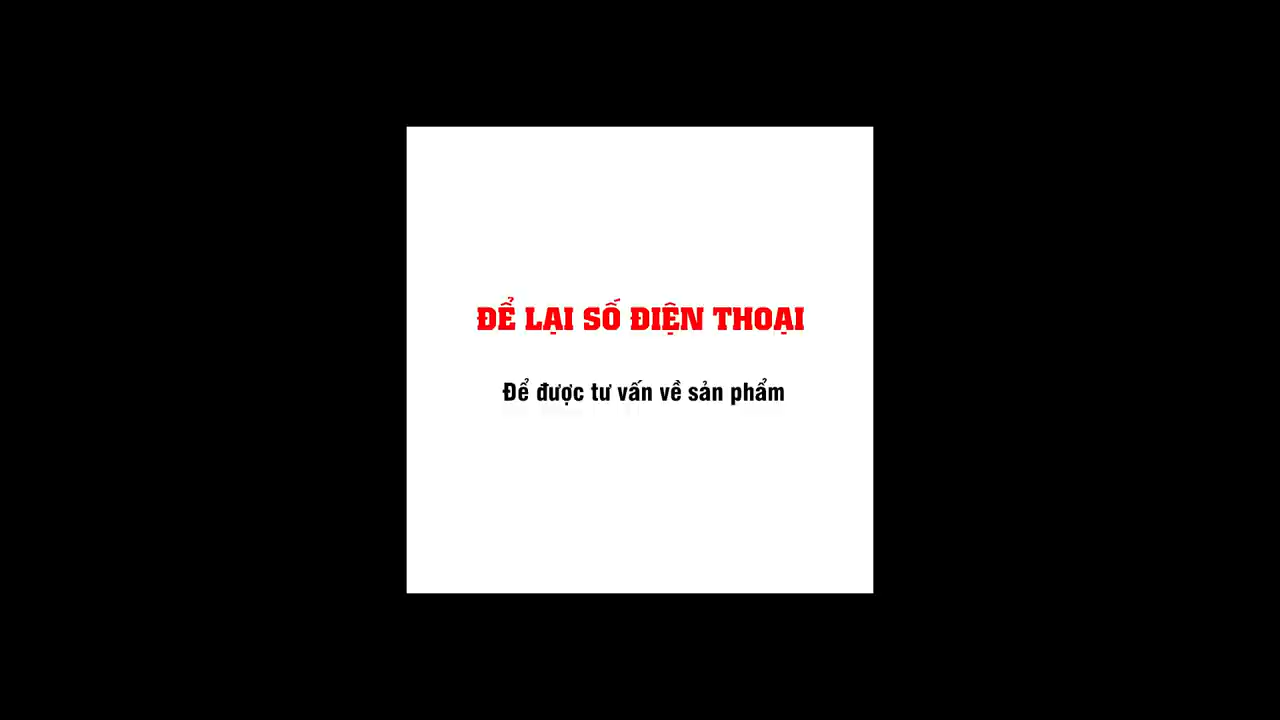 ĐỂ LẠI SỐ ĐIỆN THOẠI
Để được tư vấn về sản phẩm